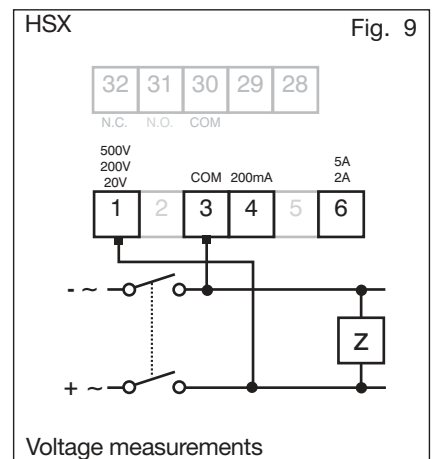 HSX Fig. 9
32 31 30 29 28
N.C. N.O. COM
500V
200V 5A
20V COM 200mA 2A
1 2 3 4 5 6
- ~
Z
+ ~
Voltage measurements